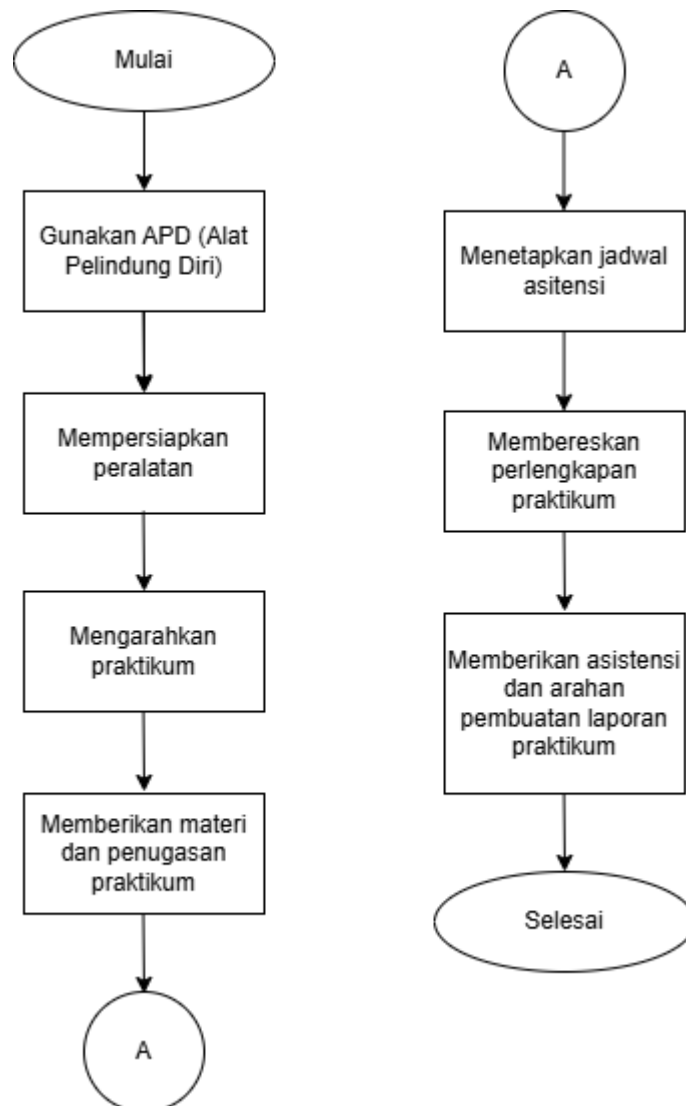 Mulai
Gunakan APD (Alat
Pelindung Diri)
Mempersiapkan
peralatan
Mengarahkan
praktikum
Memberikan materi
dan penugasan
praktikum
A
A
Menetapkan jadwal
asitensi
Membereskan
perlengkapan
praktikum
Memberikan asistensi
dan arahan
pembuatan laporan
praktikum
Selesai